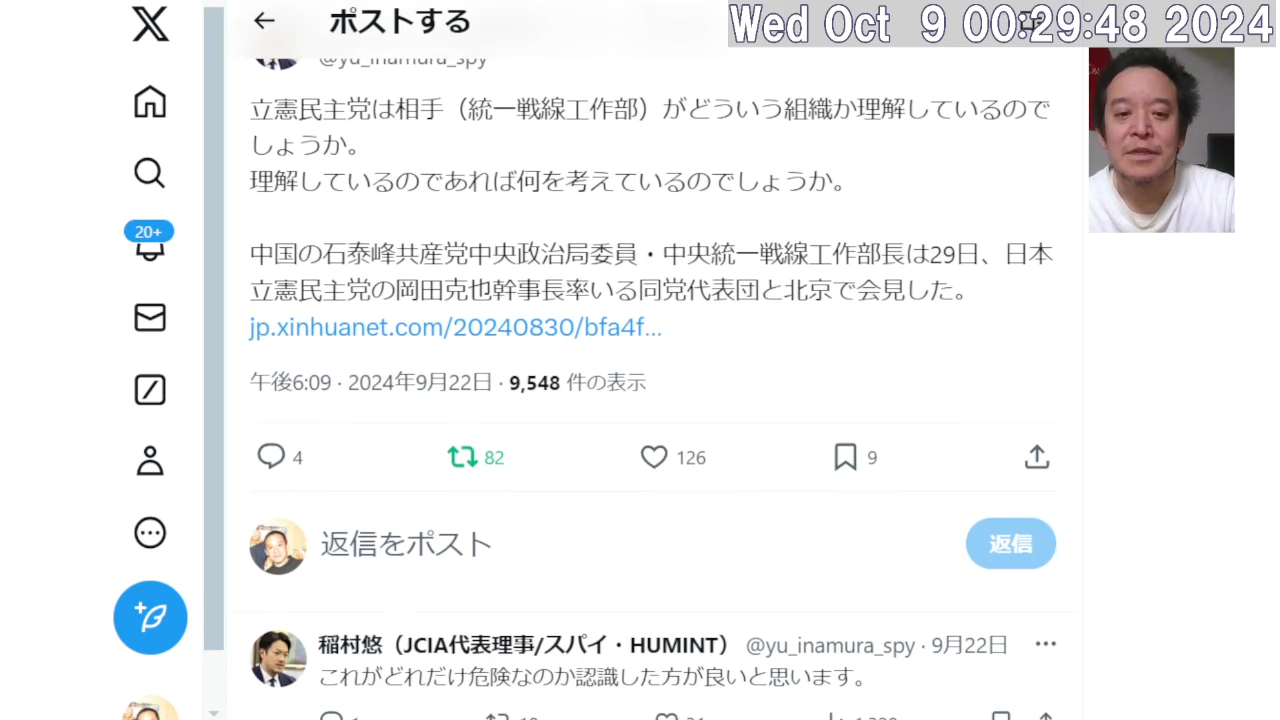 ポストする
Wed Oct 9 00:29:48 2024
@yu_inamura_spy
立憲民主党は相手（統一戦線工作部）がどういう組織か理解しているので
しょうか。
理解しているのであれば何を考えているのでしょうか。
20+
中国の石泰峰共産党中央政治局委員・中央統一戦線工作部長は29日、日本
立憲民主党の岡田克也幹事長率いる同党代表団と北京で会見した。
jp.xinhuanet.com/20240830/bfa4f...
午後6:09 · 2024年9月22日 · 9,548 件の表示
4 82 126 9
返信をポスト 返信
稲村悠（JCIA代表理事/スパイ・HUMINT） @yu_inamura_spy · 9月22日
これがどれだけ危険なのか認識した方が良いと思います。